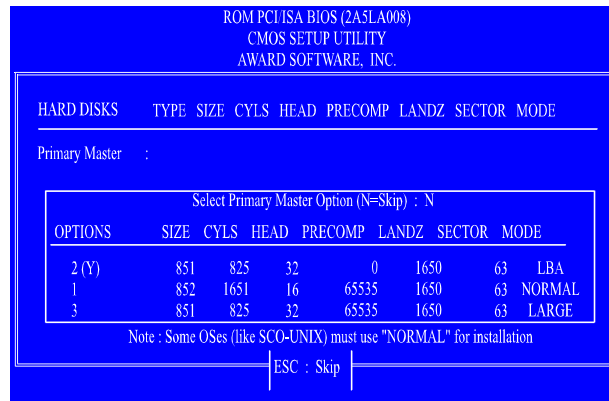 ROM PCI/ISA BIOS (2A5LA008)
CMOS SETUP UTILITY
AWARD SOFTWARE, INC.
HARD DISKS TYPE SIZE CYLS HEAD PRECOMP LANDZ SECTOR MODE
Primary Master :
Select Primary Master Option (N=Skip) : N
OPTIONS SIZE CYLS HEAD PRECOMP LANDZ SECTOR MODE
2 (Y) 851 825 32 0 1650 63 LBA
1 852 1651 16 65535 1650 63 NORMAL
3 851 825 32 65535 1650 63 LARGE
Note : Some OSes (like SCO-UNIX) must use "NORMAL" for installation
ESC : Skip